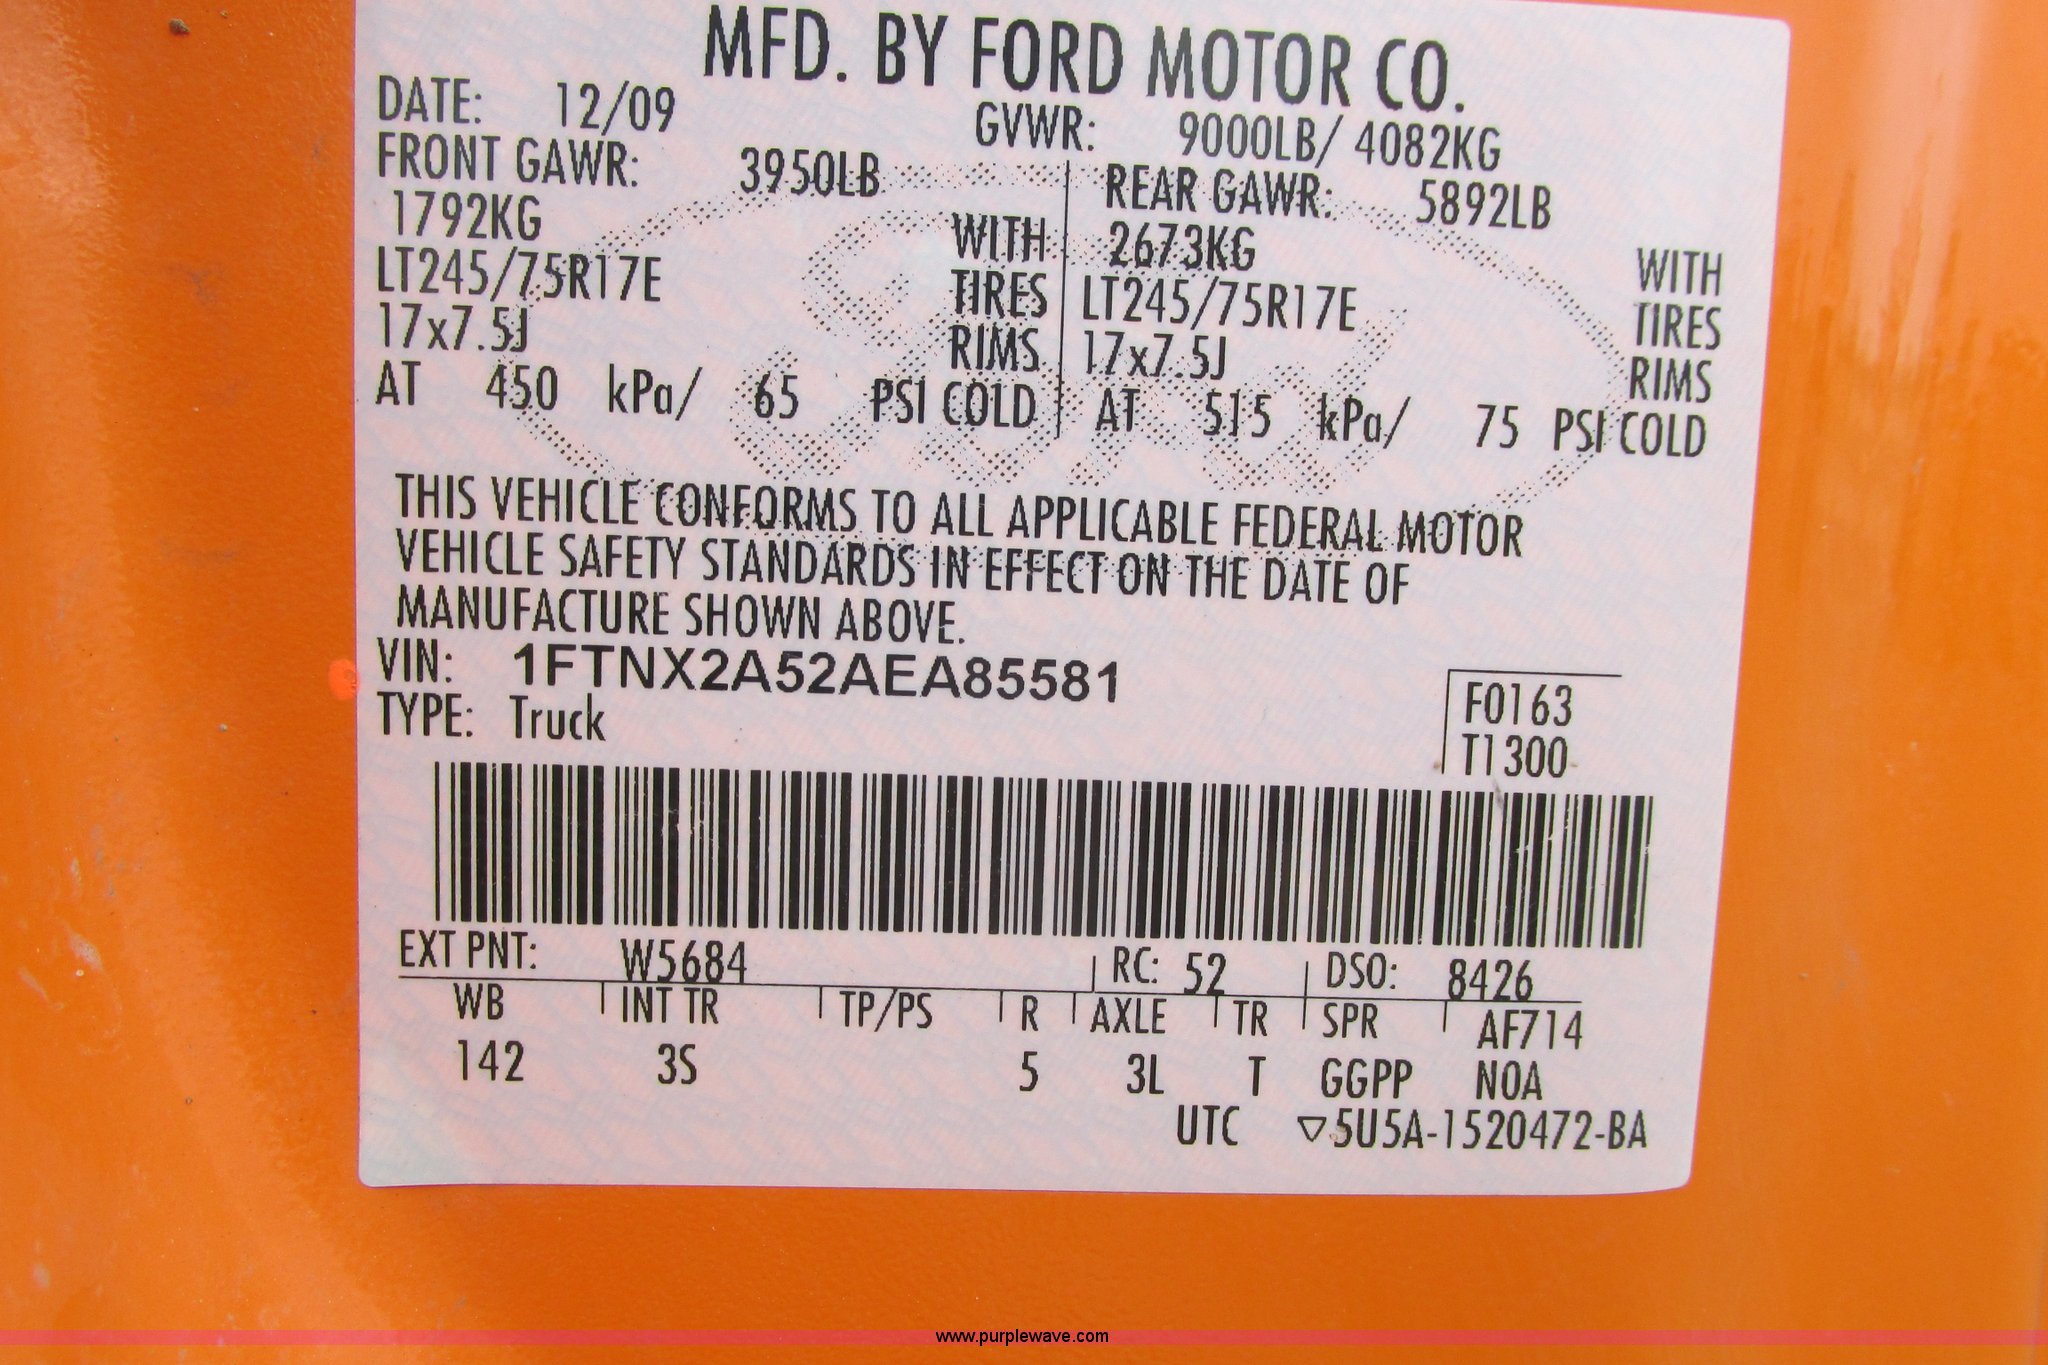 MFD. BY FORD MOTOR CO.
DATE: 12/09 GVWR: 9000LB/ 4082KG
FRONT GAWR: 3950LB REAR GAWR: 5892LB
1792KG WITH 2673KG WITH
LT245/75R17E TIRES LT245/75R17E TIRES
17x7.5J RIMS 17x7.5J RIMS
AT 450 kPa/ 65 PSI COLD AT 515 kPa/ 75 PSI COLD
THIS VEHICLE CONFORMS TO ALL APPLICABLE FEDERAL MOTOR
VEHICLE SAFETY STANDARDS IN EFFECT ON THE DATE OF
MANUFACTURE SHOWN ABOVE.
VIN: 1FTNX2A52AEA85581
F0163
TYPE: Truck
T1300
EXT PNT: W5684 RC: 52 DSO: 8426
WB INT TR TP/PS R AXLE TR SPR AF714
142 3S 5 3L T GGPP NOA
UTC ▽5U5A-1520472-BA
www.purplewave.com